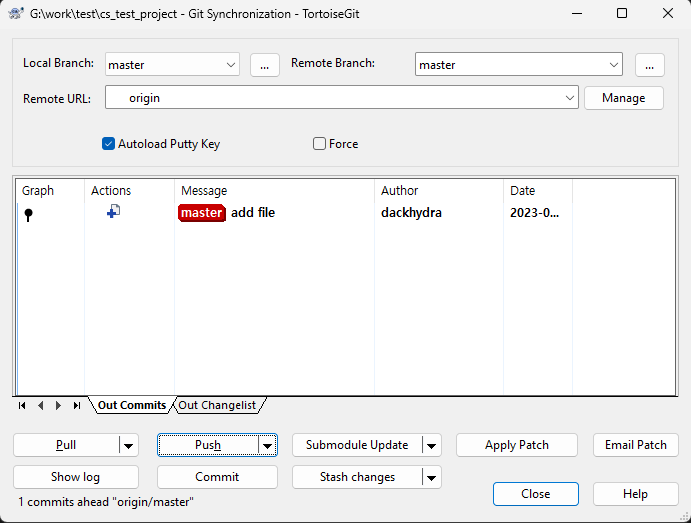 G:\work\test\cs_test_project - Git Synchronization - TortoiseGit
Local Branch: master ... Remote Branch: master ...
Remote URL: origin Manage
Autoload Putty Key Force
Graph Actions Message Author Date
master add file dackhydra 2023-0...
Out Commits Out Changelist
Pull Push Submodule Update Apply Patch Email Patch
Show log Commit Stash changes
Close Help
1 commits ahead "origin/master"